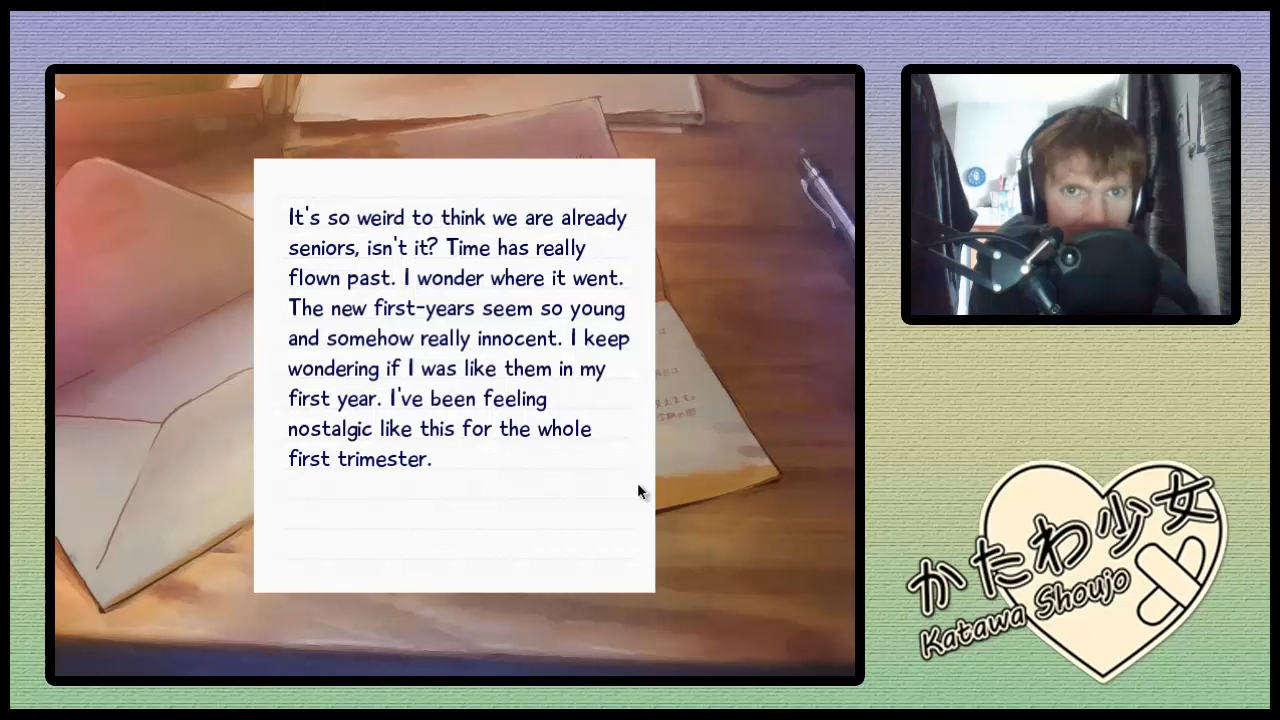 It's so weird to think we are already
seniors, isn't it? Time has really
flown past. I wonder where it went.
The new first-years seem so young
and somehow really innocent. I keep
wondering if I was like them in my
first year. I've been feeling
nostalgic like this for the whole
first trimester.
かたわ少女
Katawa Shoujo